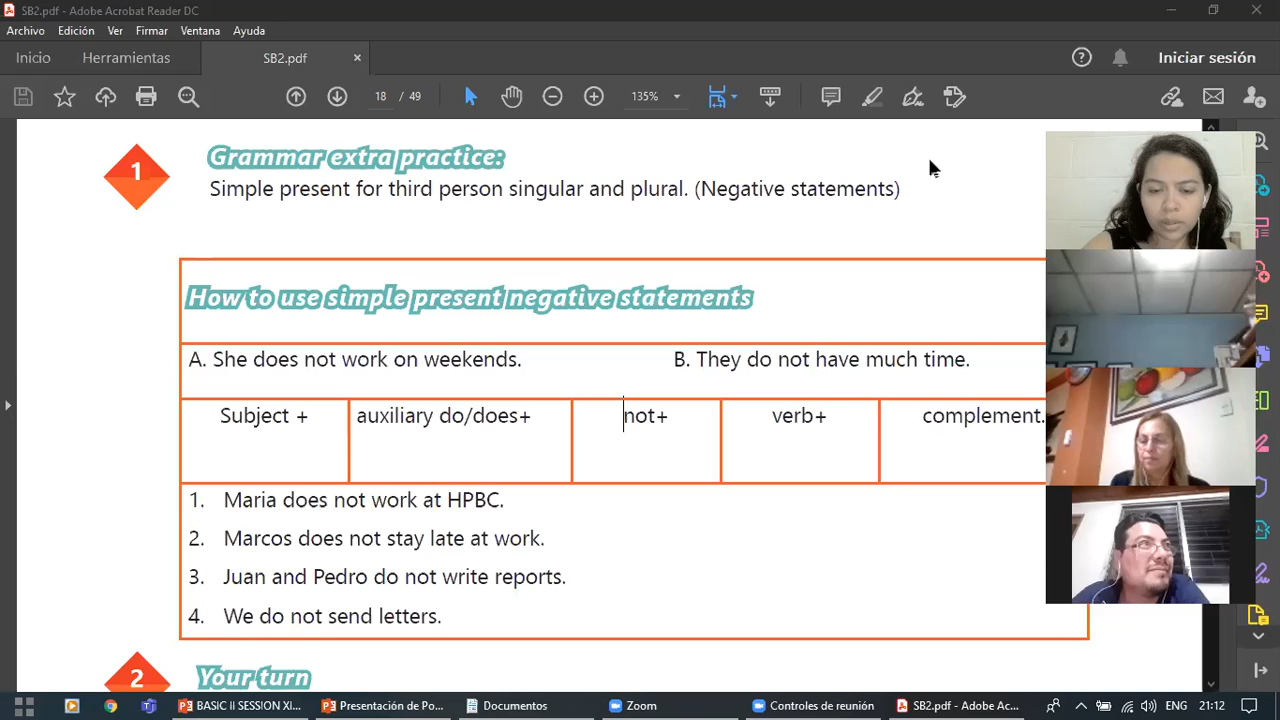 SB2.pdf - Adobe Acrobat Reader DC
Archivo Edición Ver Firmar Ventana Ayuda
Inicio Herramientas SB2.pdf × Iniciar sesión
18 / 49 135%
1 Grammar extra practice:
Simple present for third person singular and plural. (Negative statements)
How to use simple present negative statements
A. She does not work on weekends. B. They do not have much time.
Subject + auxiliary do/does+ not+ verb+ complement.
1. Maria does not work at HPBC.
2. Marcos does not stay late at work.
3. Juan and Pedro do not write reports.
4. We do not send letters.
2 Your turn
BASIC II SESSION XI... Presentación de Po... Documentos Zoom Controles de reunión SB2.pdf - Adobe Ac... ENG 21:12